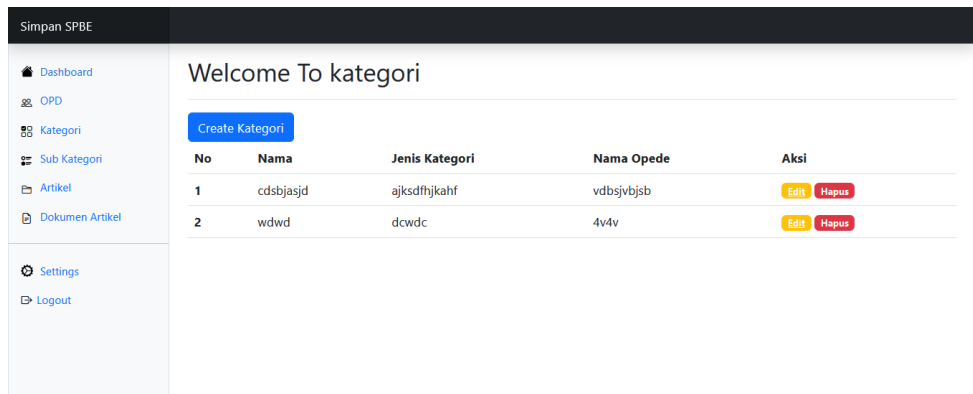 Simpan SPBE
Dashboard
OPD
Kategori
Sub Kategori
Artikel
Dokumen Artikel
Settings
Logout
Welcome To kategori
Create Kategori
No Nama Jenis Kategori Nama Opede Aksi
1 cdsbjasjd ajksdfhjkahf vdbsjvbjsb Edit Hapus
2 wdwd dcwdc 4v4v Edit Hapus